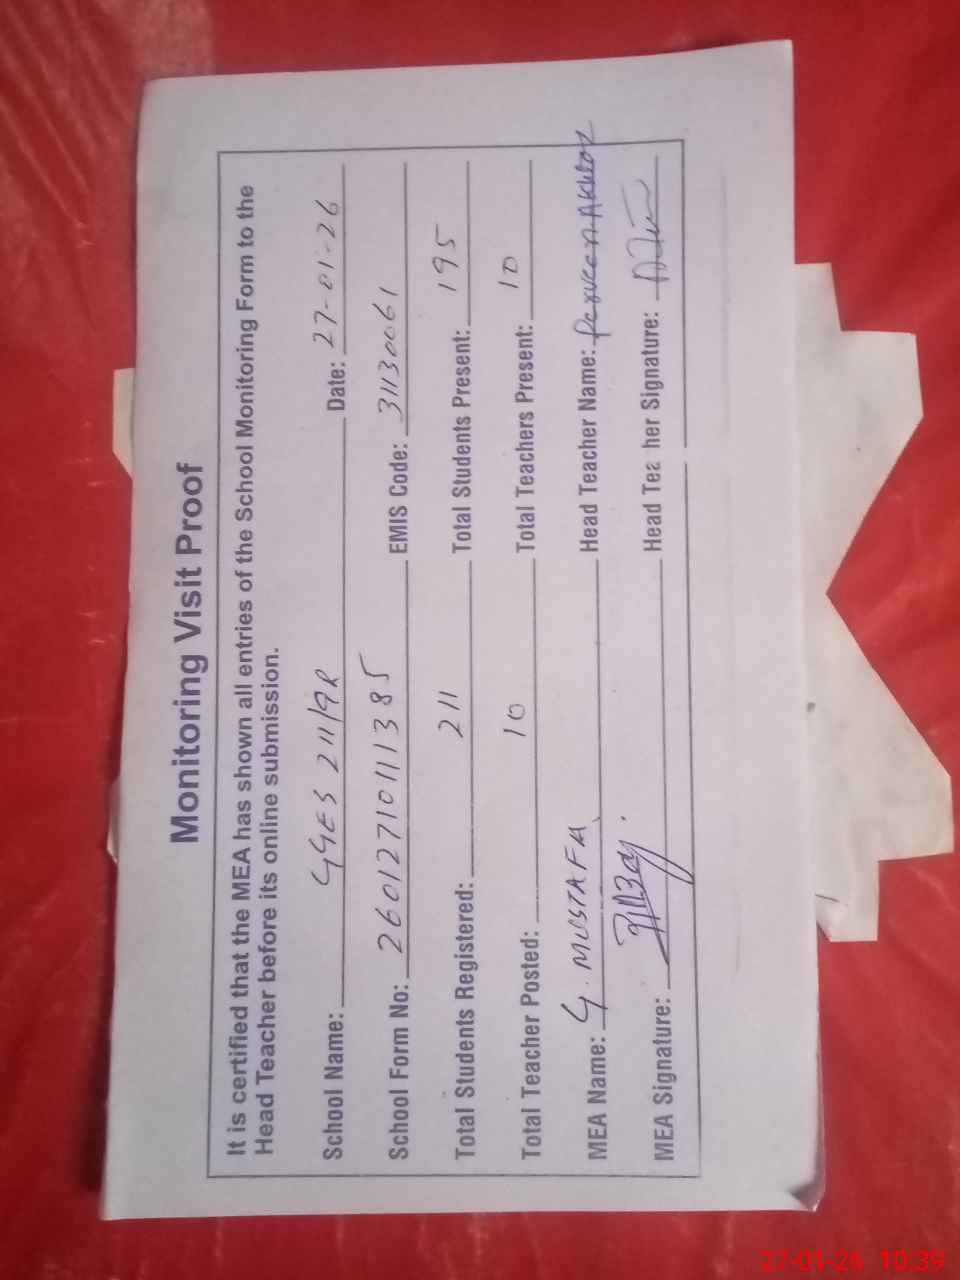 Monitoring Visit Proof
It is certified that the MEA has shown all entries of the School Monitoring Form to the
Head Teacher before its online submission.
School Name: GGES 211/9R Date: 27-01-26
School Form No: 260127101111385 EMIS Code: 31130061
Total Students Registered: 211 Total Students Present: 195
Total Teacher Posted: 10 Total Teachers Present: 10
MEA Name: G. MUSTAFA Head Teacher Name: Perveen Akhtar
MEA Signature: Head Teacher Signature:
27-01-26 10:39